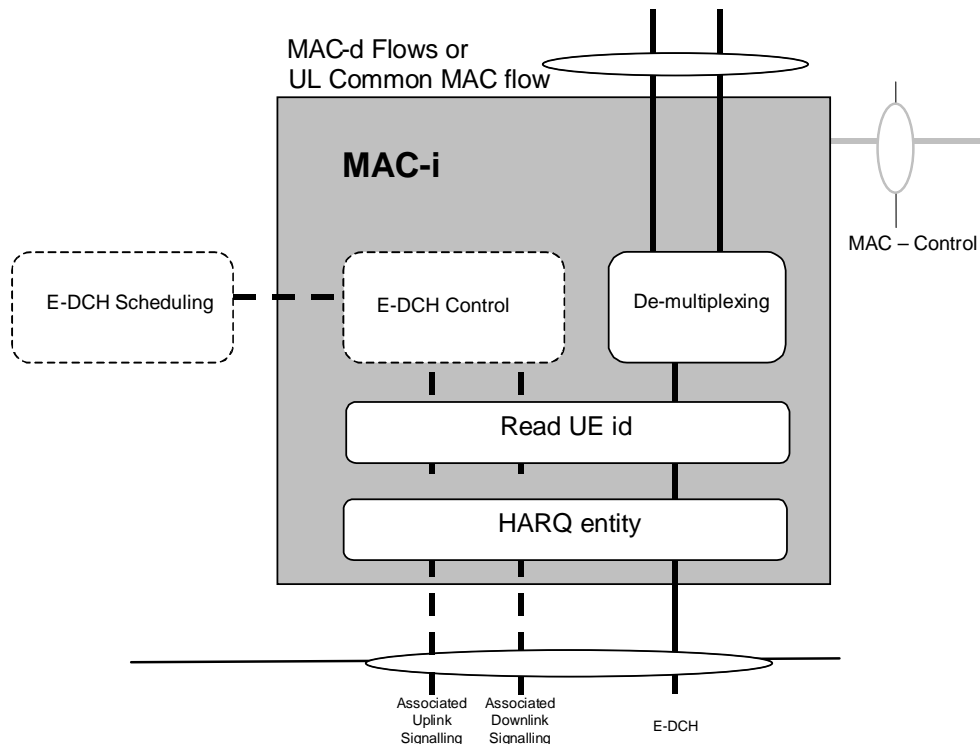 MAC-d Flows or
UL Common MAC flow
MAC-i
MAC – Control
E-DCH Scheduling
E-DCH Control
De-multiplexing
Read UE id
HARQ entity
Associated
Uplink
Signalling
Associated
Downlink
Signalling
E-DCH